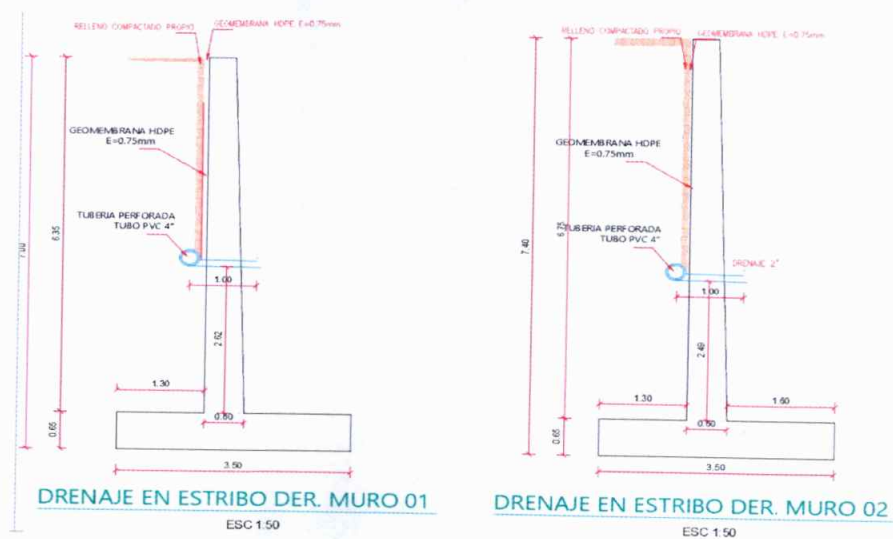 RELLENO COMPACTADO PROPIO
GEOMEMBRANA HDPE E=0.75mm
GEOMEMBRANA HDPE
E=0.75mm
TUBERIA PERFORADA
TUBO PVC 4"
7.00
6.35
1.00
2.62
1.30
0.60
0.65
3.50
DRENAJE EN ESTRIBO DER. MURO 01
ESC 1:50
RELLENO COMPACTADO PROPIO
GEOMEMBRANA HDPE E=0.75mm
GEOMEMBRANA HDPE
E=0.75mm
TUBERIA PERFORADA
TUBO PVC 4"
DRENAJE 2"
7.40
6.75
1.00
2.49
1.30
1.60
0.60
0.65
3.50
DRENAJE EN ESTRIBO DER. MURO 02
ESC 1:50